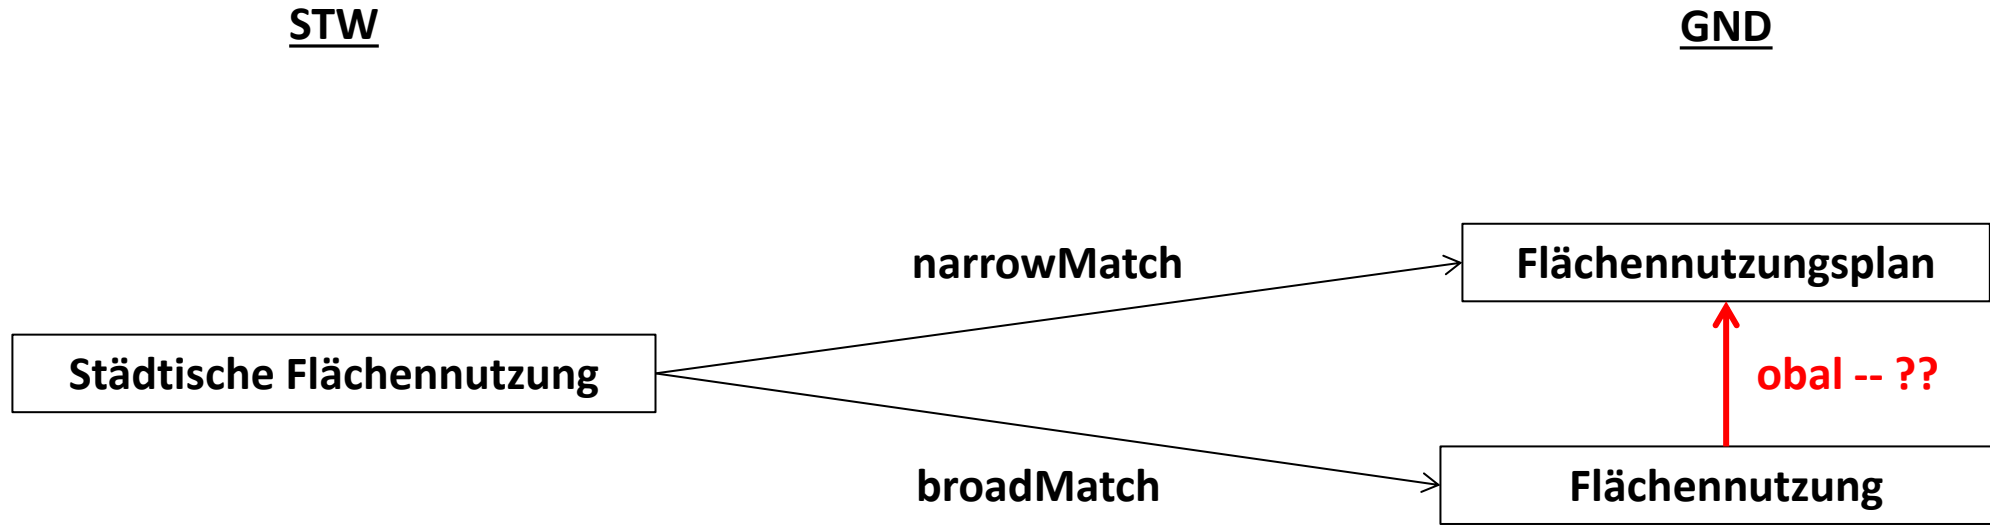 STW
GND
narrowMatch
Flächennutzungsplan
Städtische Flächennutzung
obal -- ??
broadMatch
Flächennutzung